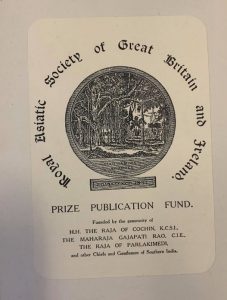 Royal Asiatic Society of Great Britain and Ireland.
PRIZE PUBLICATION FUND.
Founded by the generosity of
H.H. THE RAJA OF COCHIN, K.C.S.I.,
THE MAHARAJA GAJAPATI RAO, C.I.E.,
THE RAJA OF PARLAKIMEDI,
and other Chiefs and Gentlemen of Southern India.